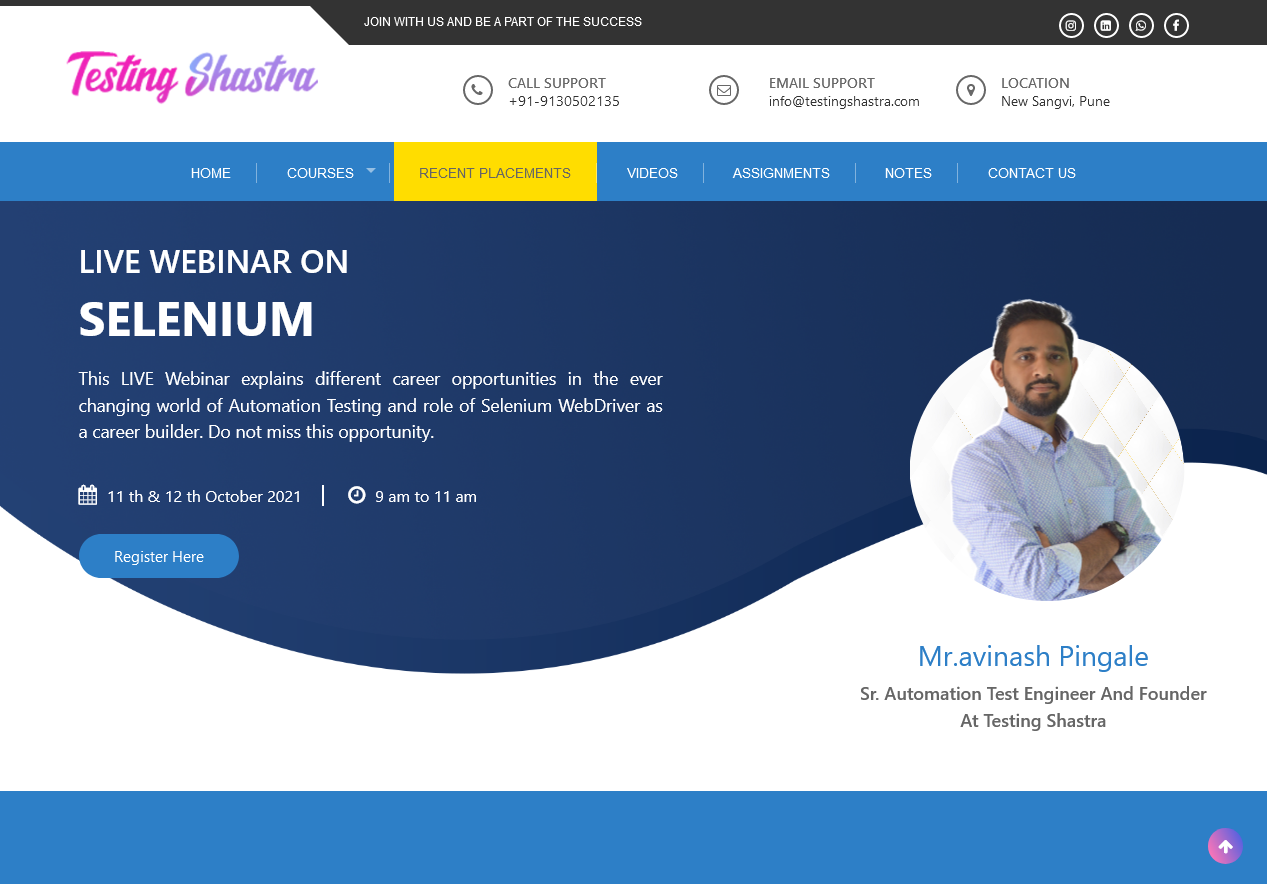 JOIN WITH US AND BE A PART OF THE SUCCESS
Testing Shastra
CALL SUPPORT
+91-9130502135
EMAIL SUPPORT
info@testingshastra.com
LOCATION
New Sangvi, Pune
HOME
COURSES
RECENT PLACEMENTS
VIDEOS
ASSIGNMENTS
NOTES
CONTACT US
LIVE WEBINAR ON
SELENIUM
This LIVE Webinar explains different career opportunities in the ever
changing world of Automation Testing and role of Selenium WebDriver as
a career builder. Do not miss this opportunity.
11 th & 12 th October 2021
9 am to 11 am
Register Here
Mr.avinash Pingale
Sr. Automation Test Engineer And Founder
At Testing Shastra